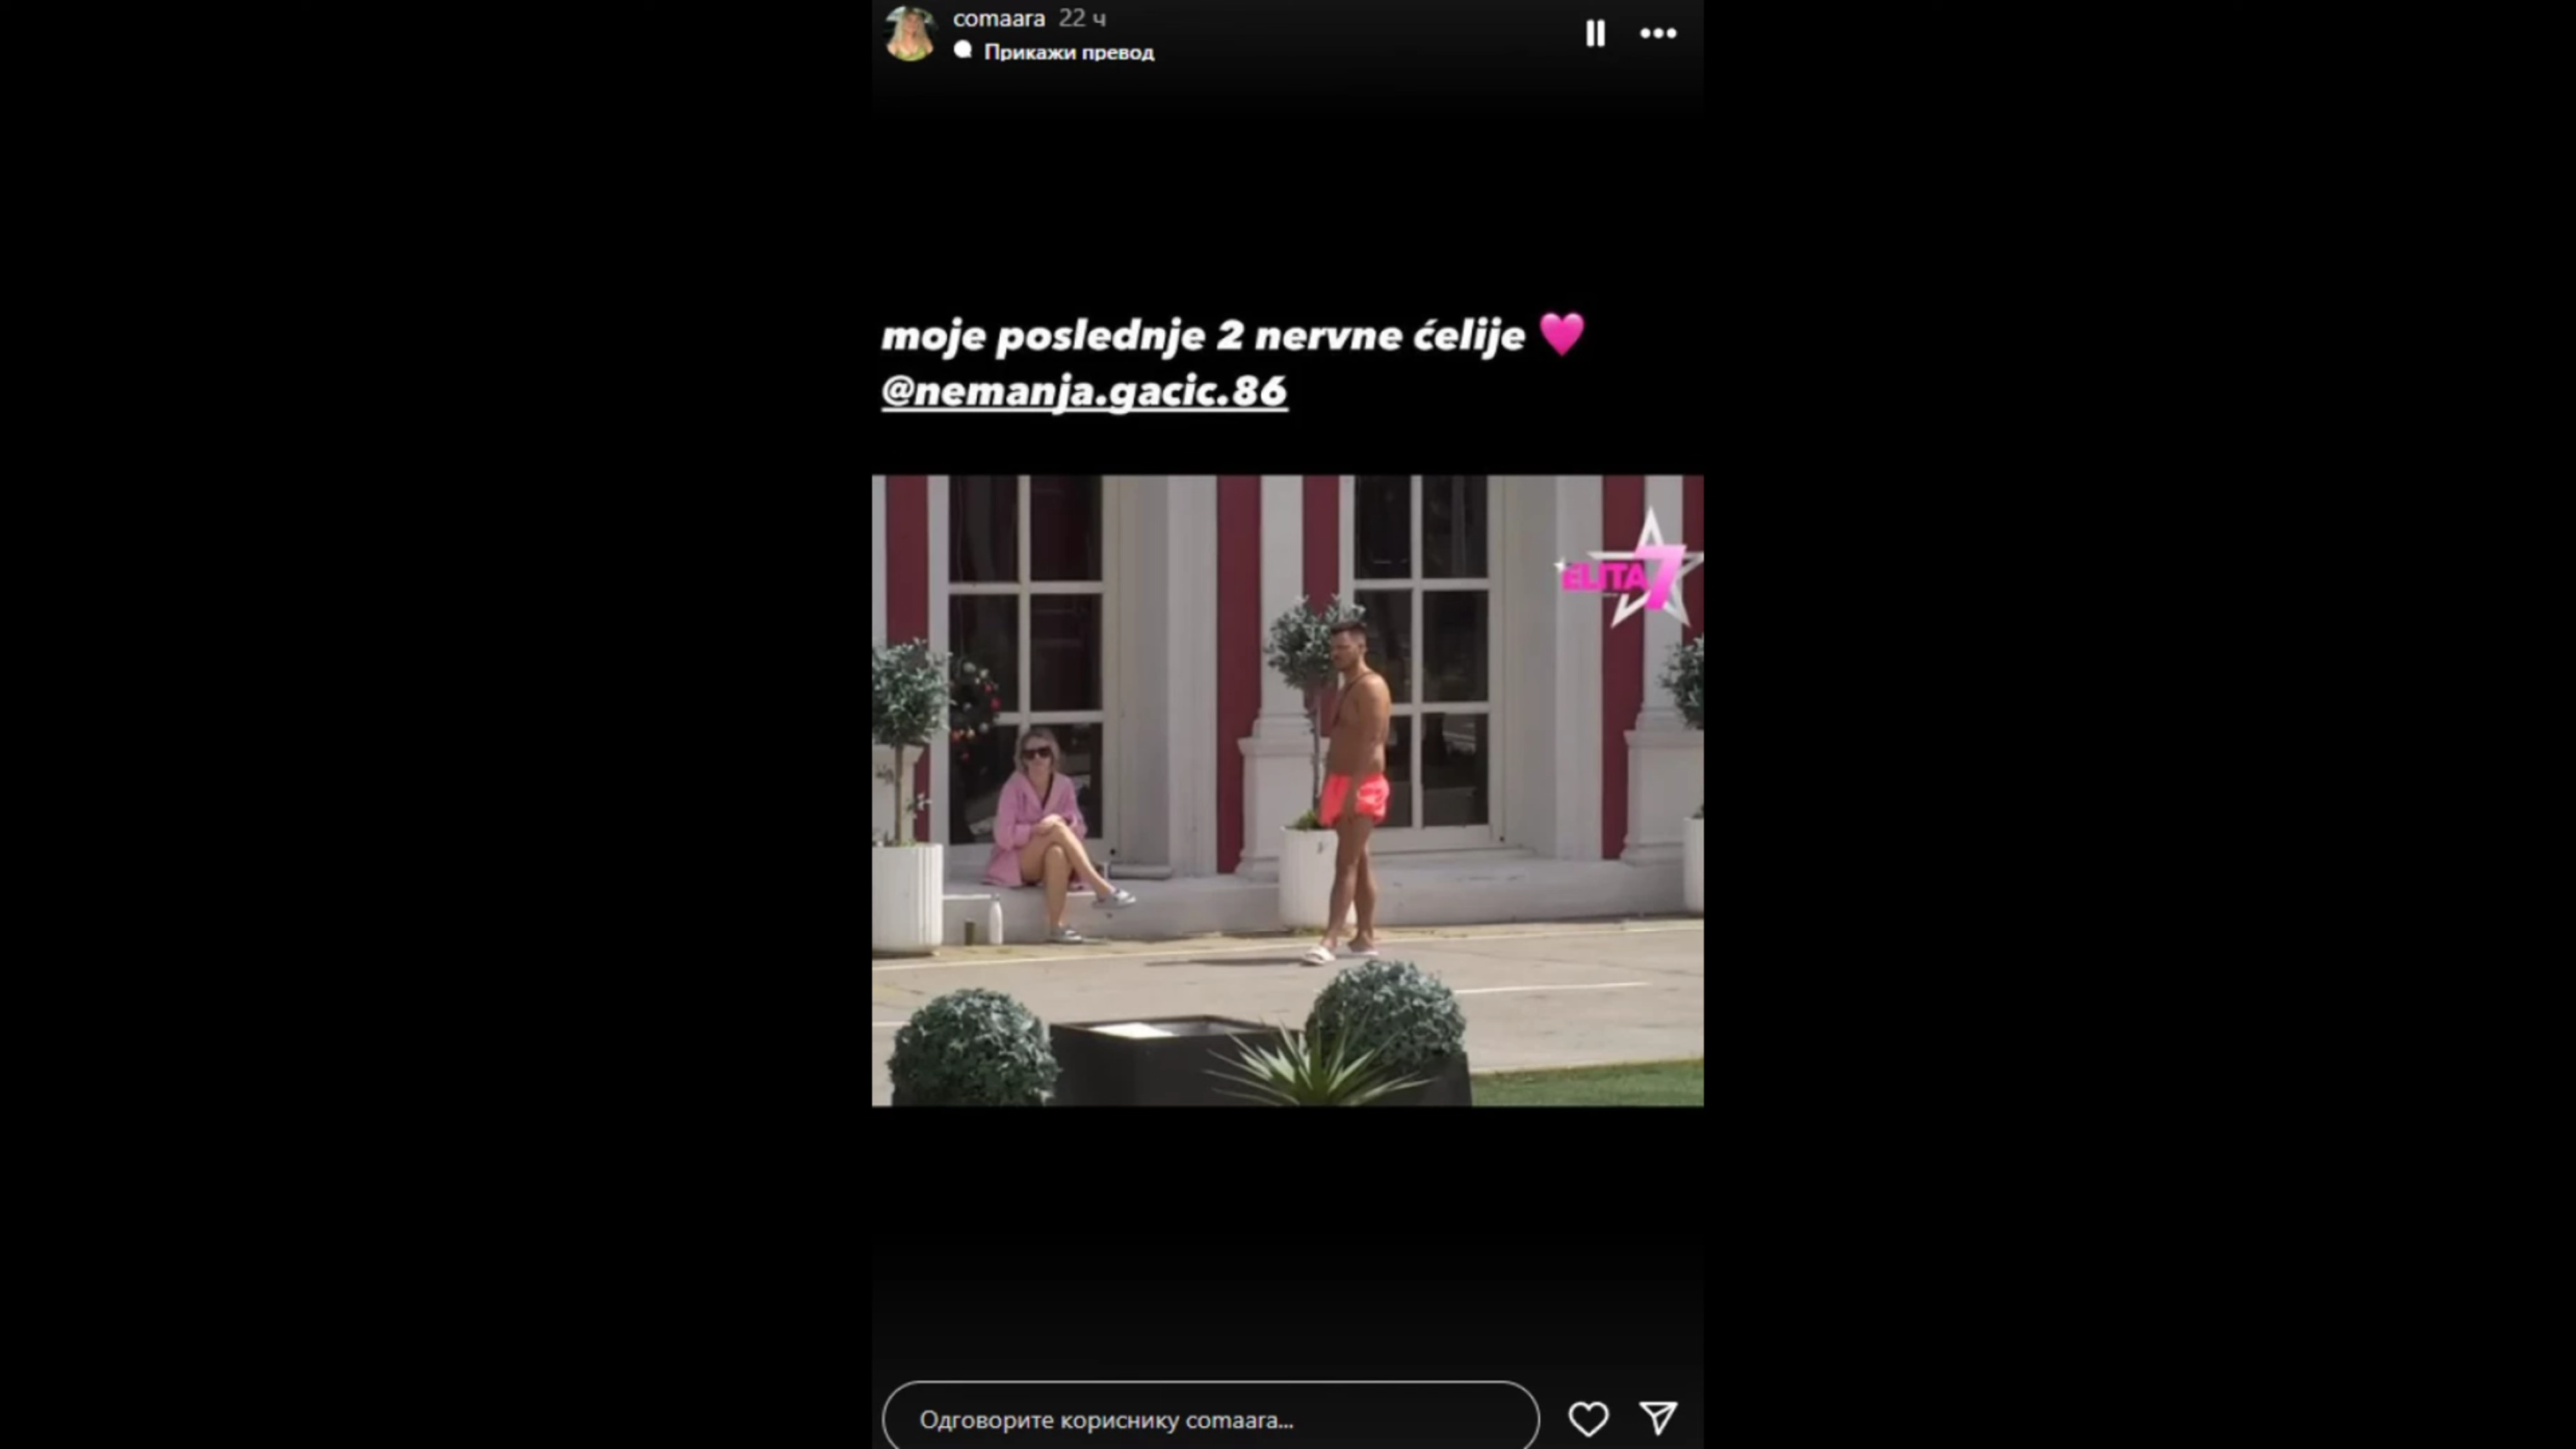 comaara 22 ч
Прикажи превод
moje poslednje 2 nervne ćelije 🩷
@nemanja.gacic.86
ELITA 7
Одговорите кориснику comaara...